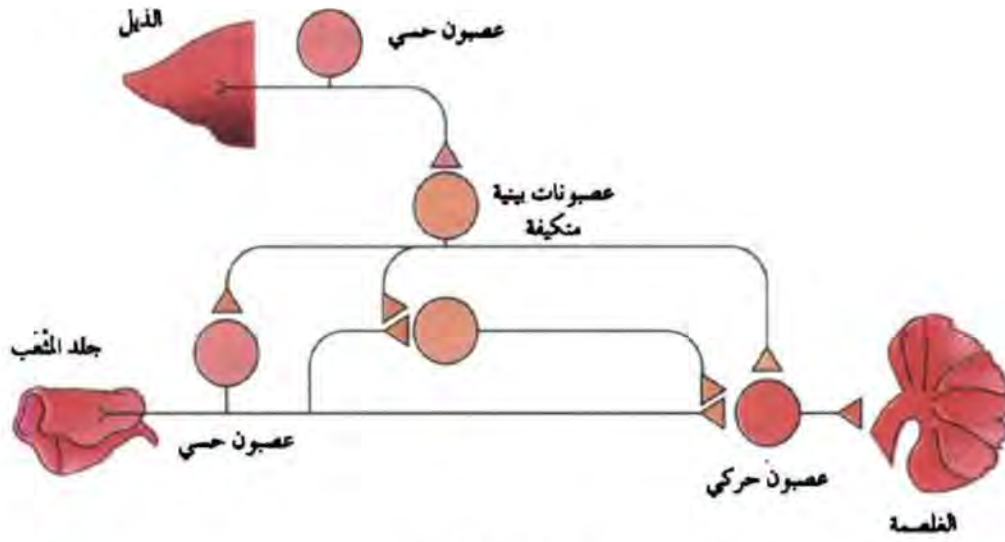 الذيل
عصبون حسي
عصبونات بينية
متكيفة
جلد المثعب
عصبون حسي
عصبون حركي
الغلصمة